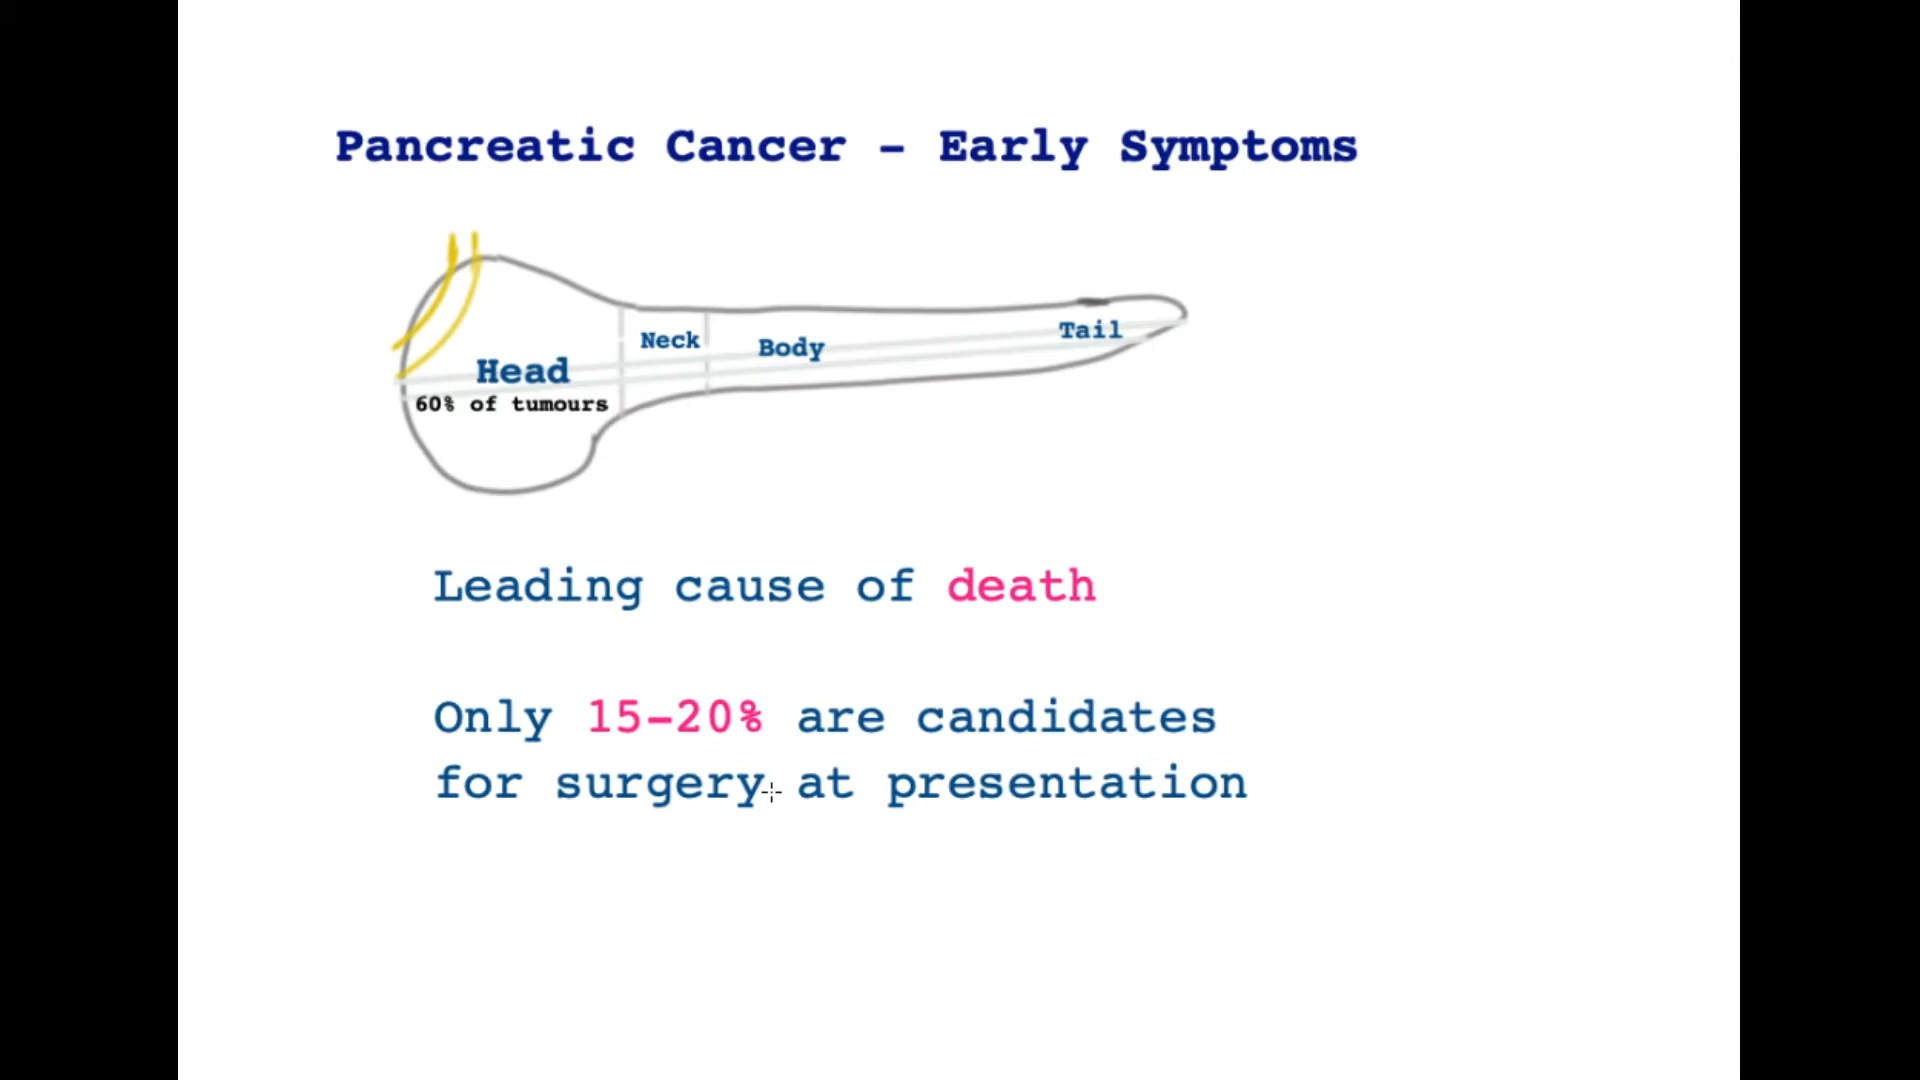 Pancreatic Cancer – Early Symptoms
Neck
Body
Tail
Head
60% of tumours
Leading cause of death
Only 15-20% are candidates
for surgery at presentation